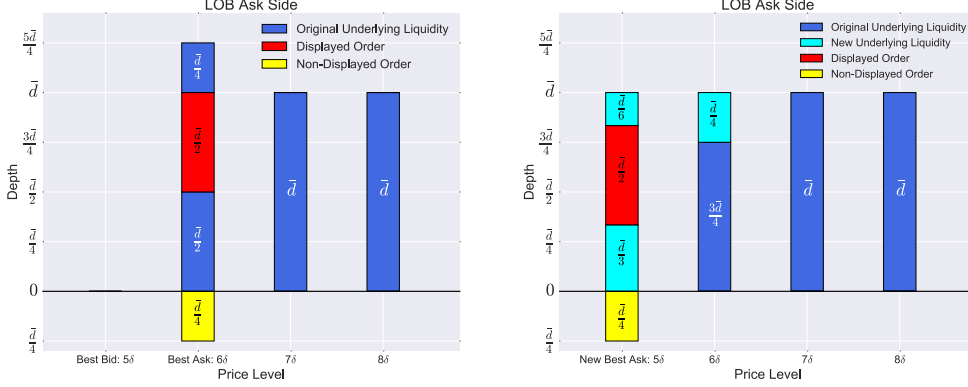 LOB Ask Side
Original Underlying Liquidity
Displayed Order
Non-Displayed Order
Depth
5d̄/4
d̄
3d̄/4
d̄/2
d̄/4
0
d̄/4
d̄/4
d̄/2
d̄/2
d̄/4
d̄
d̄
Best Bid: 5δ
Best Ask: 6δ
7δ
8δ
Price Level
LOB Ask Side
Original Underlying Liquidity
New Underlying Liquidity
Displayed Order
Non-Displayed Order
Depth
5d̄/4
d̄
3d̄/4
d̄/2
d̄/4
0
d̄/4
d̄/6
d̄/2
d̄/3
d̄/4
d̄/4
3d̄/4
d̄
d̄
New Best Ask: 5δ
6δ
7δ
8δ
Price Level